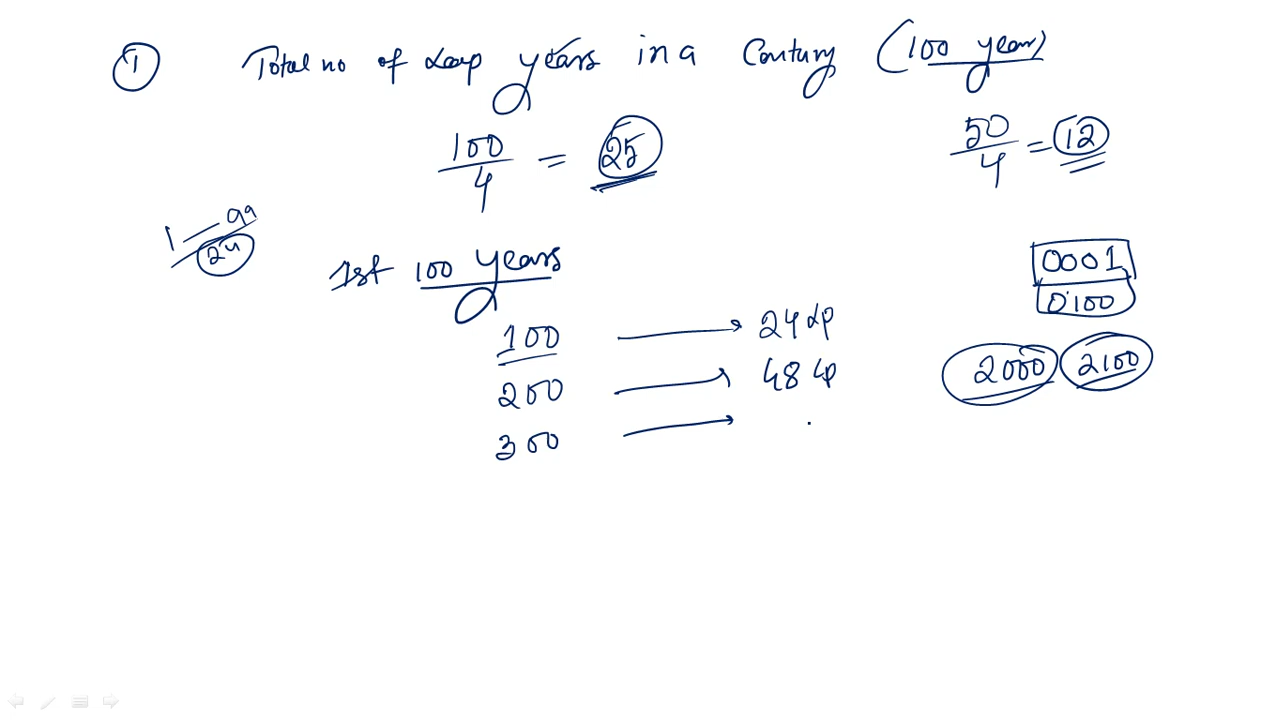 1 Total no of Leap years in a Century (100 year)
100/4 = 25 50/4 = 12
1 — 99
24
1st 100 years
0001
0100
100 → 24 Lp
200 → 48 Lp
2000 2100
300 →